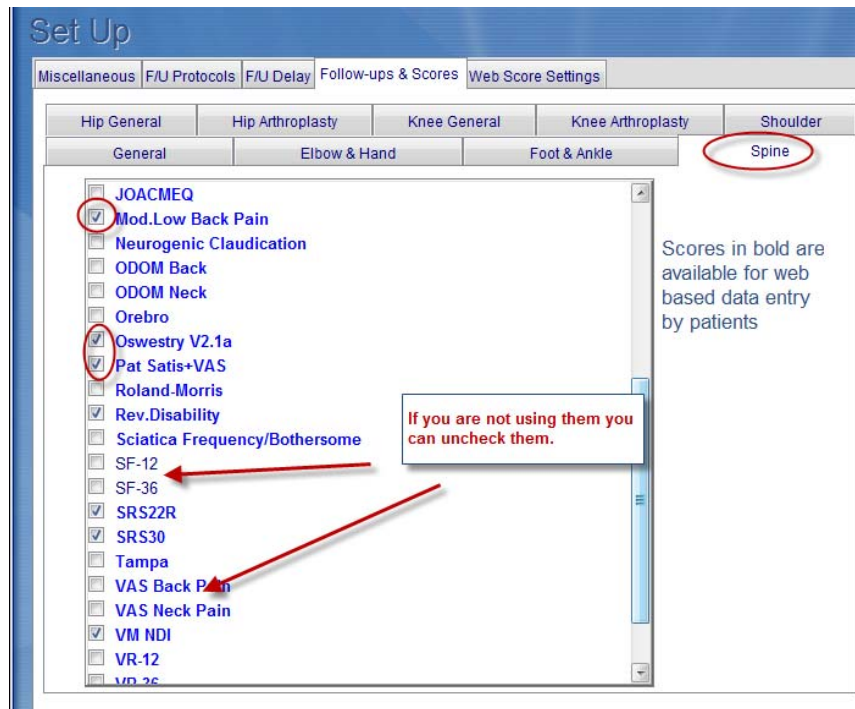 Set Up
Miscellaneous F/U Protocols F/U Delay Follow-ups & Scores Web Score Settings
Hip General Hip Arthroplasty Knee General Knee Arthroplasty Shoulder
General Elbow & Hand Foot & Ankle Spine
JOACMEQ
Mod.Low Back Pain
Neurogenic Claudication
ODOM Back
ODOM Neck
Orebro
Oswestry V2.1a
Pat Satis+VAS
Roland-Morris
Rev.Disability
Sciatica Frequency/Bothersome
SF-12
SF-36
SRS22R
SRS30
Tampa
VAS Back Pain
VAS Neck Pain
VM NDI
VR-12
VR-36
Scores in bold are
available for web
based data entry
by patients
If you are not using them you
can uncheck them.